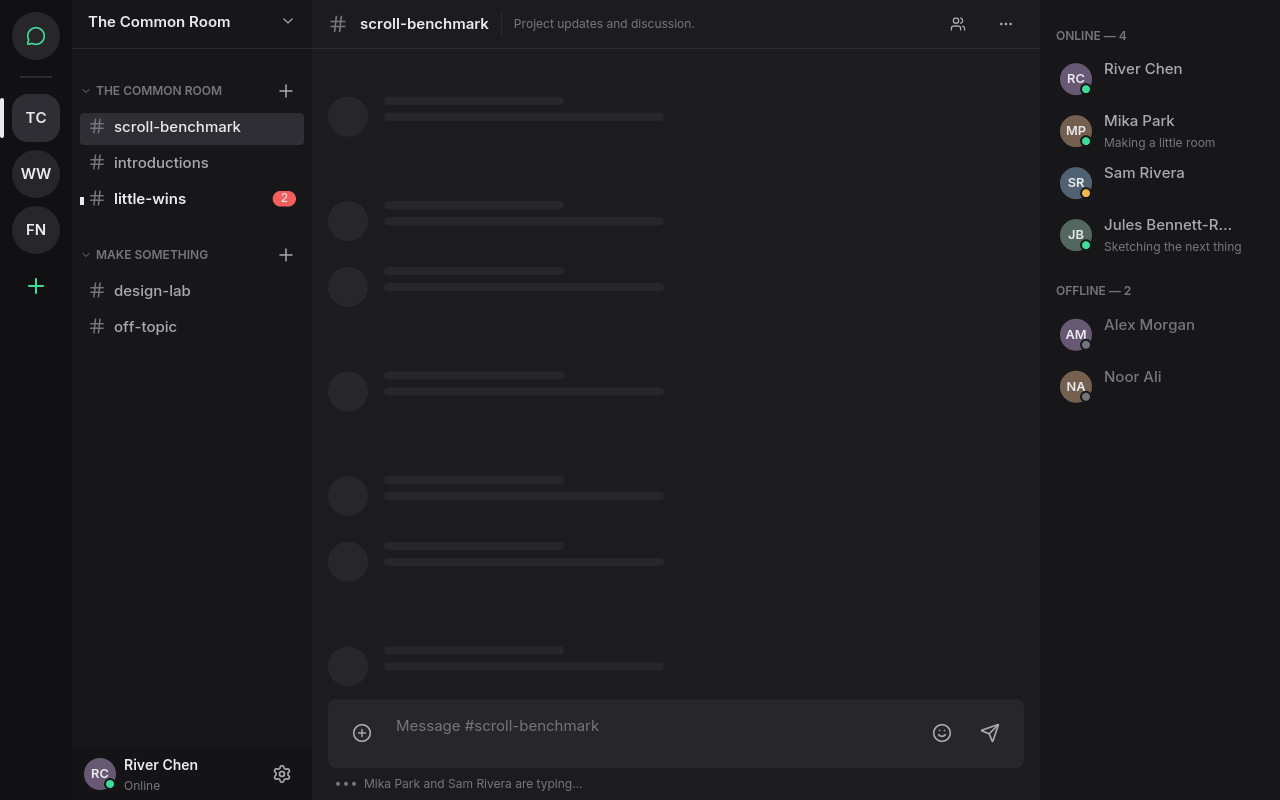 The Common Room
TC
WW
FN
THE COMMON ROOM
scroll-benchmark
introductions
little-wins
2
MAKE SOMETHING
design-lab
off-topic
RC
River Chen
Online
scroll-benchmark
Project updates and discussion.
Message #scroll-benchmark
Mika Park and Sam Rivera are typing...
ONLINE — 4
RC
River Chen
MP
Mika Park
Making a little room
SR
Sam Rivera
JB
Jules Bennett-R...
Sketching the next thing
OFFLINE — 2
AM
Alex Morgan
NA
Noor Ali